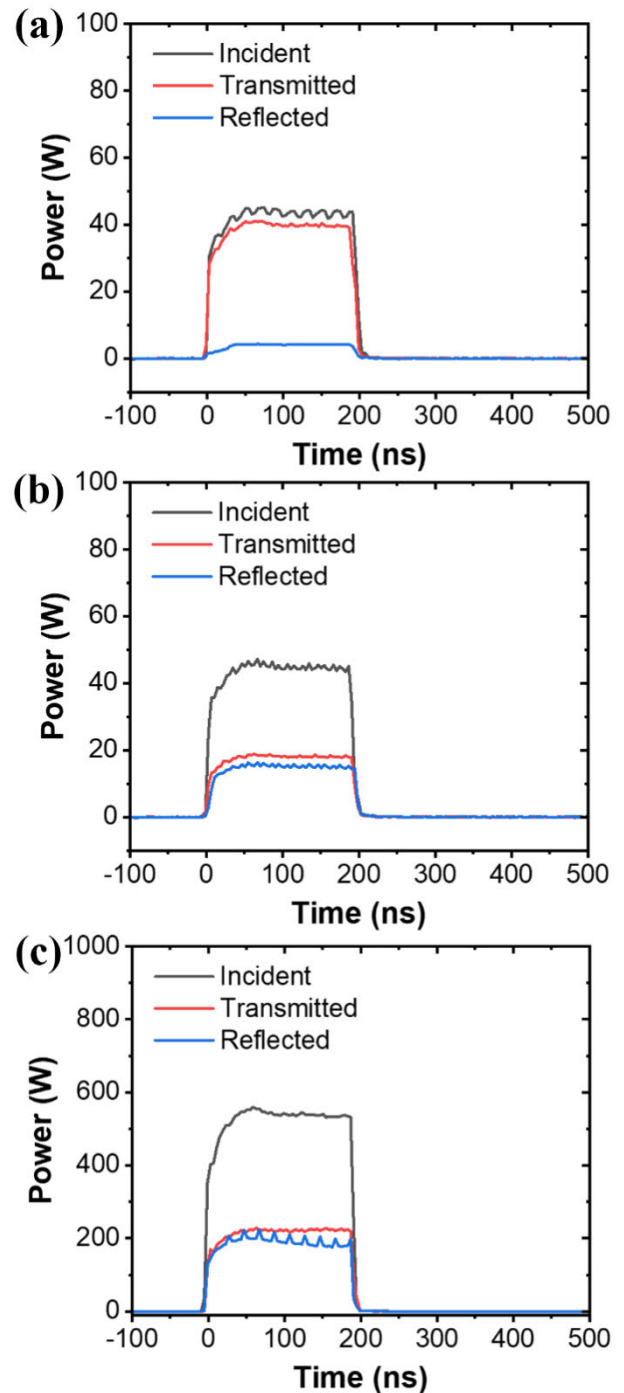 (a)
100
80
60
40
20
0
Power (W)
Incident
Transmitted
Reflected
-100 0 100 200 300 400 500
Time (ns)
(b)
100
80
60
40
20
0
Power (W)
Incident
Transmitted
Reflected
-100 0 100 200 300 400 500
Time (ns)
(c)
1000
800
600
400
200
0
Power (W)
Incident
Transmitted
Reflected
-100 0 100 200 300 400 500
Time (ns)